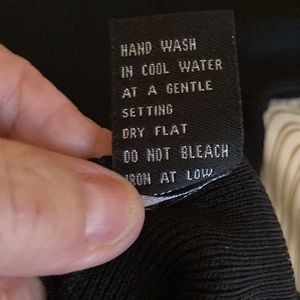 HAND WASH
IN COOL WATER
AT A GENTLE
SETTING
DRY FLAT
DO NOT BLEACH
IRON AT LOW